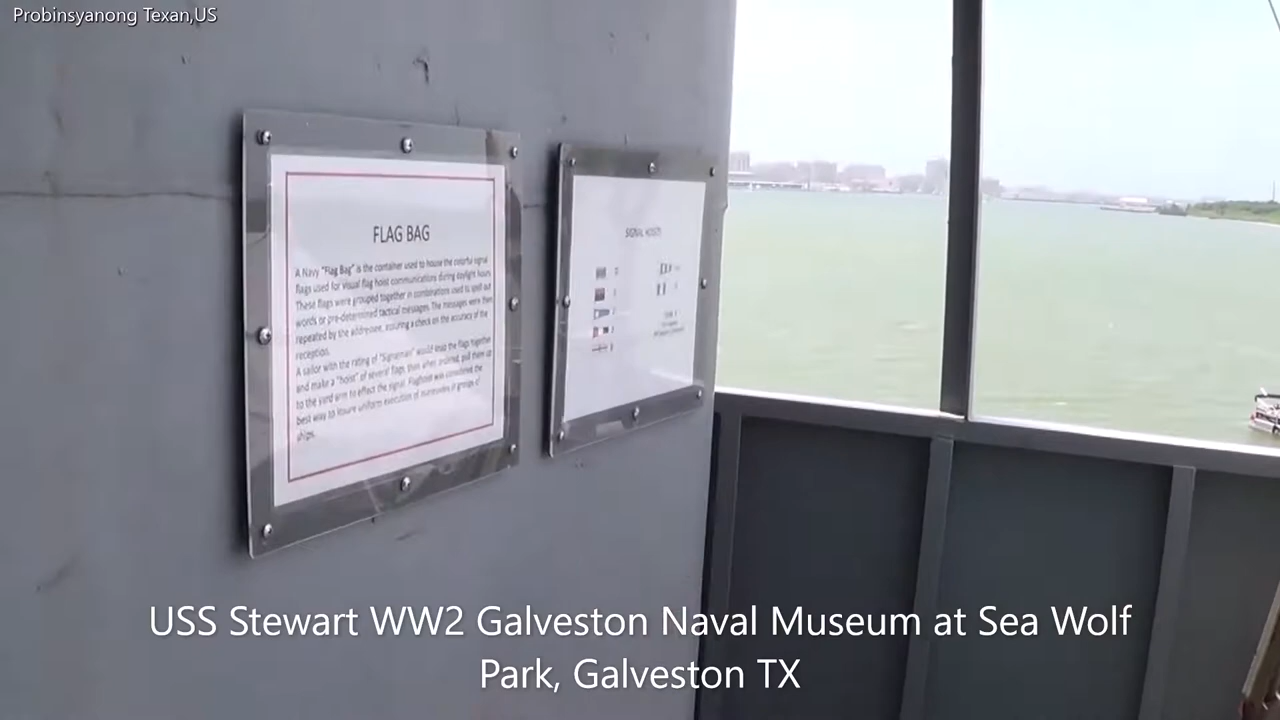 Probinsyanong Texan,US
FLAG BAG
A Navy "Flag Bag" is the container used to house the colorful signal
flags used for visual flag hoist communications during daylight hours
These flags were grouped together in combinations used to spell out
words or pre-determined tactical messages. The messages were then
repeated by the addressee, assuring a check on the accuracy of the
reception.
A sailor with the rating of "Signalman" would snap the flags together
and make a "hoist" of several flags, then when ordered, pull them up
to the yard arm to effect the signal. Flaghoist was considered the
best way to insure uniform execution of maneuvers in groups of
ships.
SIGNAL HOISTS
USS Stewart WW2 Galveston Naval Museum at Sea Wolf
Park, Galveston TX